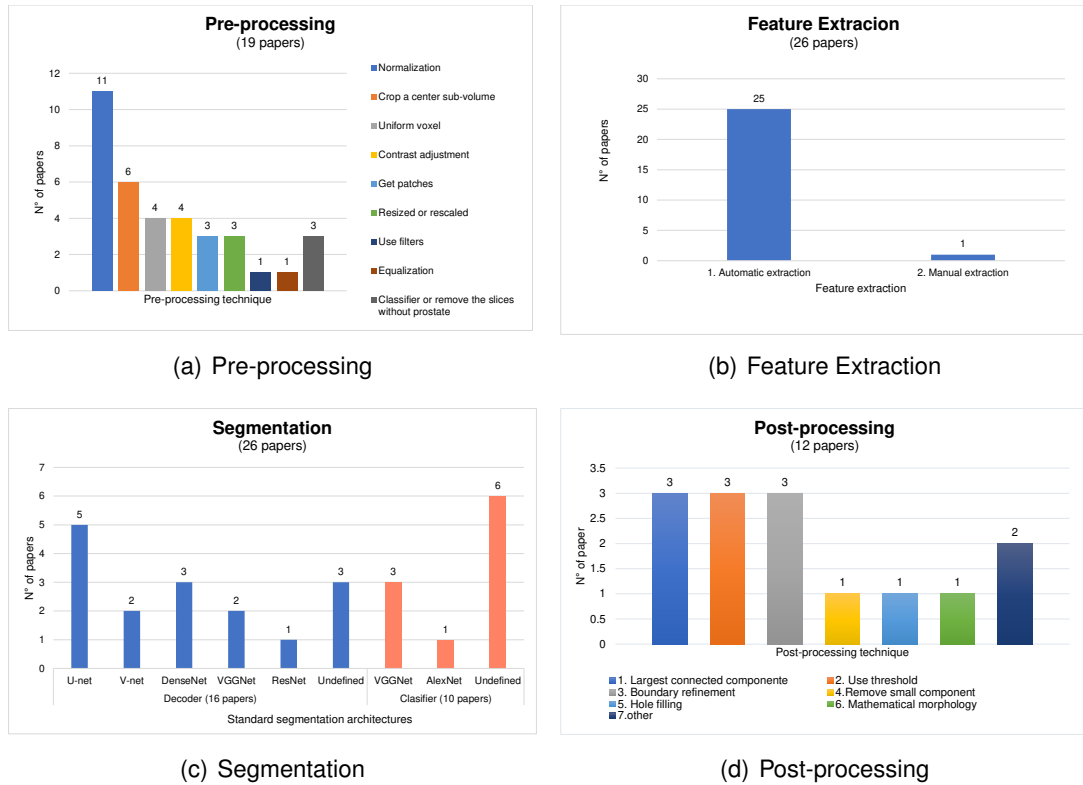 Pre-processing
(19 papers)
N° of papers
12
10
8
6
4
2
0
11
6
4
4
3
3
1
1
3
Pre-processing technique
Normalization
Crop a center sub-volume
Uniform voxel
Contrast adjustment
Get patches
Resized or rescaled
Use filters
Equalization
Classifier or remove the slices
without prostate
(a) Pre-processing
Feature Extracion
(26 papers)
N° of papers
30
25
20
15
10
5
0
25
1
1. Automatic extraction
2. Manual extraction
Feature extraction
(b) Feature Extraction
Segmentation
(26 papers)
N° of papers
7
6
5
4
3
2
1
0
5
2
3
2
1
3
3
1
6
U-net V-net DenseNet VGGNet ResNet Undefined VGGNet AlexNet Undefined
Decoder (16 papers) Clasifier (10 papers)
Standard segmentation architectures
(c) Segmentation
Post-processing
(12 papers)
N° of paper
3.5
3
2.5
2
1.5
1
0.5
0
3
3
3
1
1
1
2
Post-processing technique
1. Largest connected componente 2. Use threshold
3. Boundary refinement 4.Remove small component
5. Hole filling 6. Mathematical morphology
7.other
(d) Post-processing